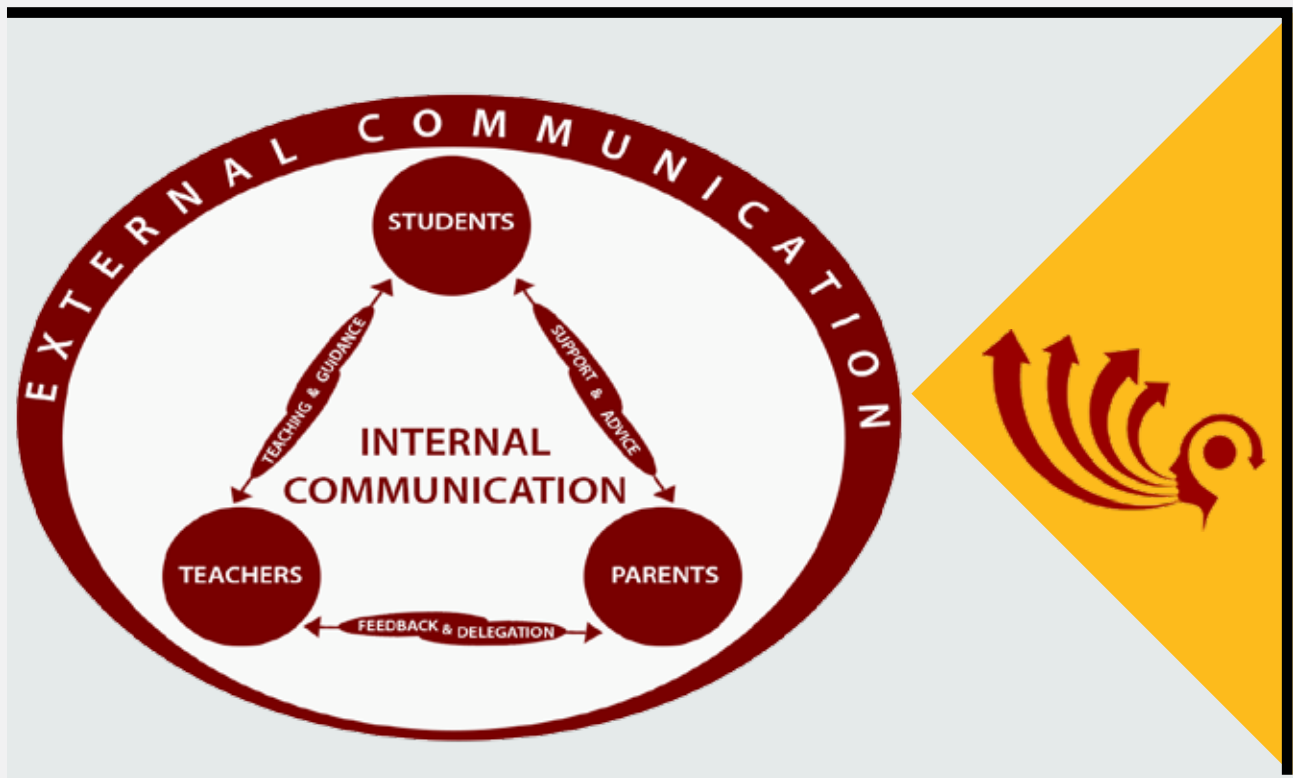 EXTERNAL COMMUNICATION
STUDENTS
TEACHING & GUIDANCE
SUPPORT & ADVICE
INTERNAL
COMMUNICATION
TEACHERS
PARENTS
FEEDBACK & DELEGATION